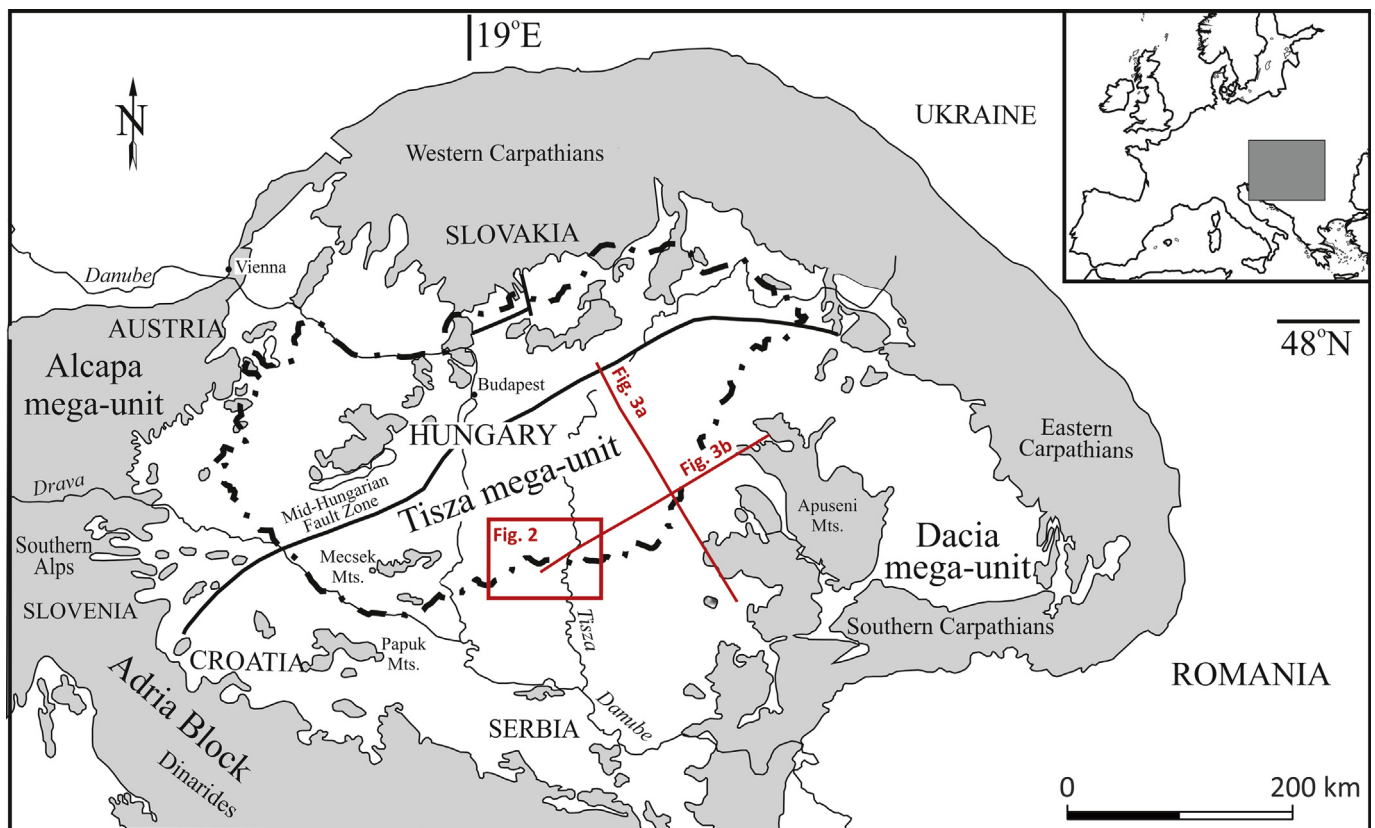 19°E
N
UKRAINE
Western Carpathians
SLOVAKIA
Danube
Vienna
AUSTRIA
48°N
Alcapa
mega-unit
Budapest
Fig. 3a
HUNGARY
Eastern
Carpathians
Fig. 3b
Tisza mega-unit
Drava
Mid-Hungarian
Fault Zone
Apuseni
Mts.
Fig. 2
Dacia
mega-unit
Southern
Alps
Mecsek
Mts.
SLOVENIA
Tisza
Southern Carpathians
Papuk
Mts.
CROATIA
ROMANIA
Adria Block
Danube
SERBIA
Dinarides
0 200 km